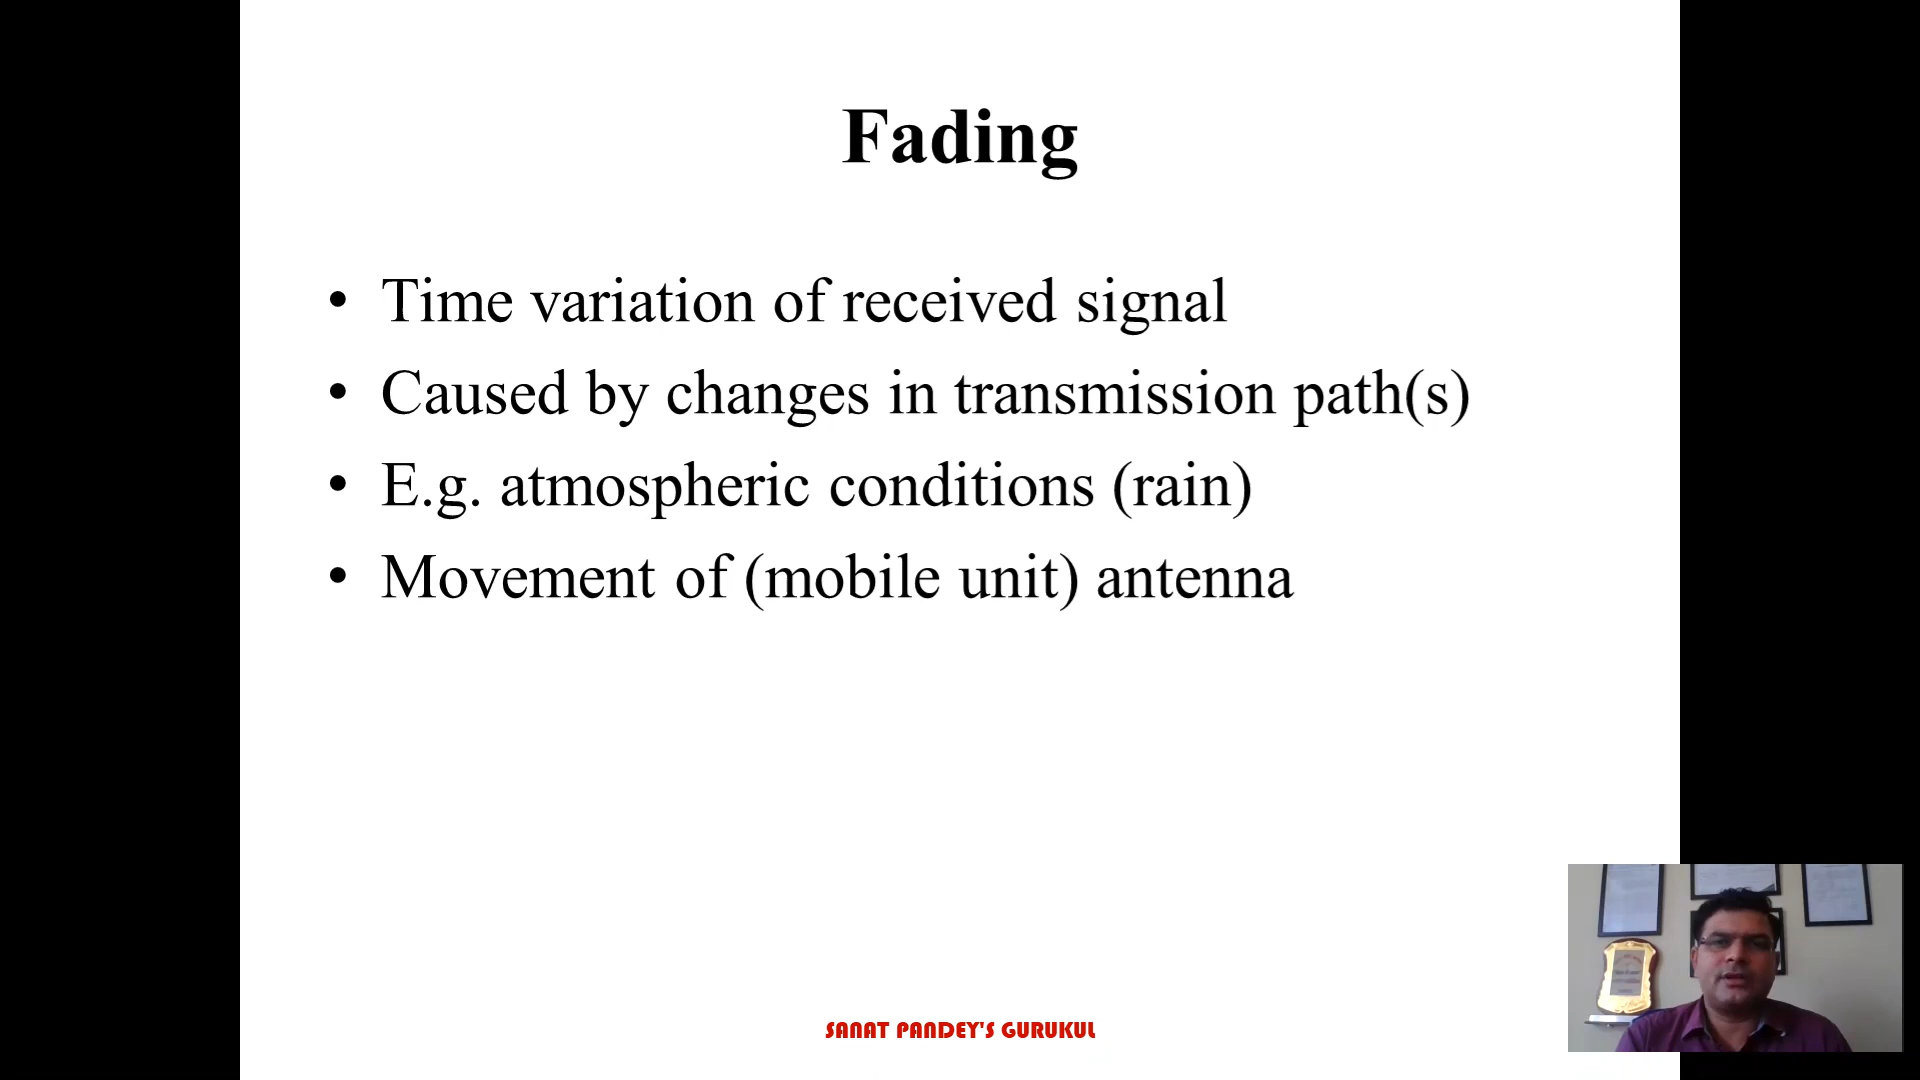 Fading
• Time variation of received signal
• Caused by changes in transmission path(s)
• E.g. atmospheric conditions (rain)
• Movement of (mobile unit) antenna
SANAT PANDEY'S GURUKUL